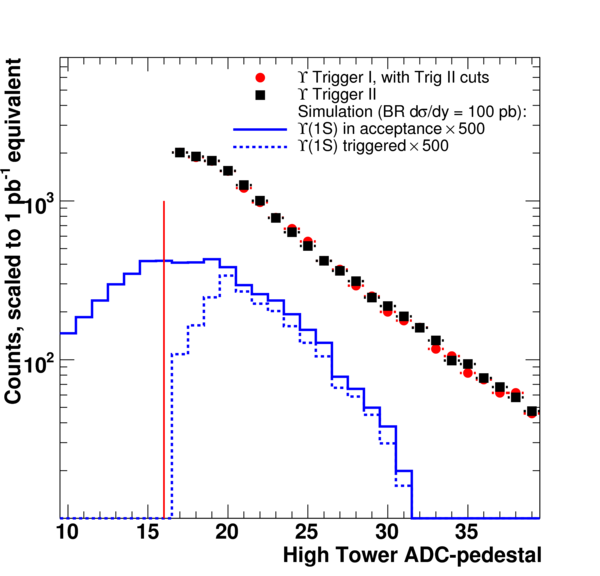 ϒ Trigger I, with Trig II cuts
ϒ Trigger II
Simulation (BR dσ/dy = 100 pb):
ϒ(1S) in acceptance × 500
ϒ(1S) triggered × 500
Counts, scaled to 1 pb⁻¹ equivalent
10³
10²
10 15 20 25 30 35
High Tower ADC-pedestal